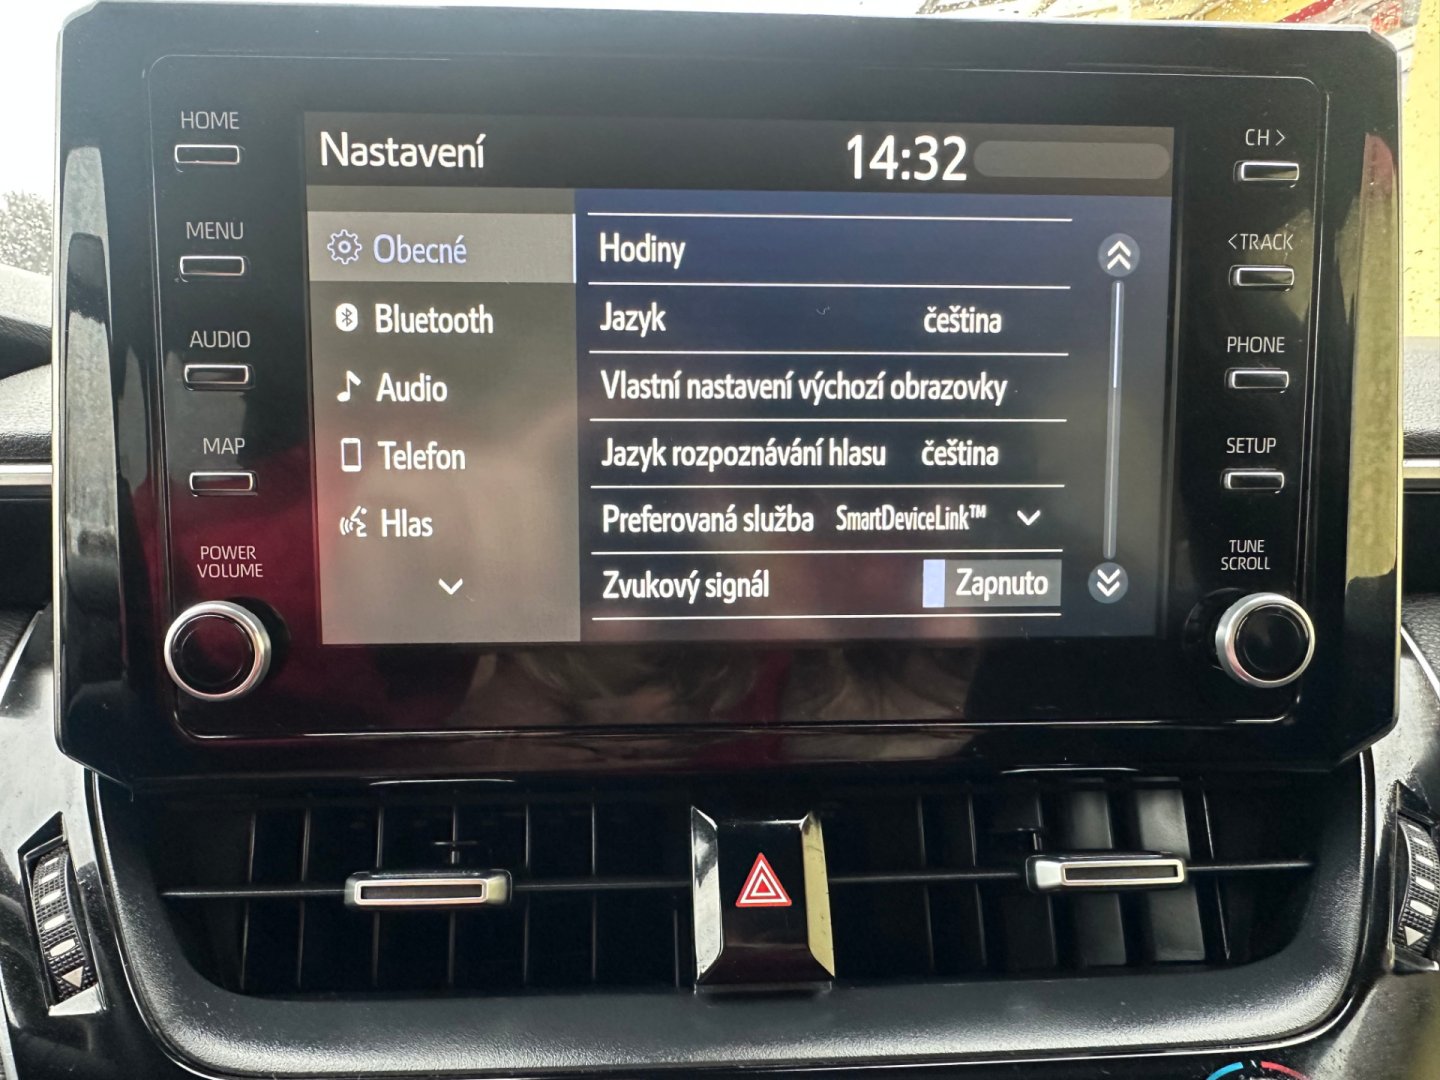 HOME
MENU
AUDIO
MAP
POWER
VOLUME
Nastavení
14:32
Obecné
Bluetooth
Audio
Telefon
Hlas
Hodiny
Jazyk čeština
Vlastní nastavení výchozí obrazovky
Jazyk rozpoznávání hlasu čeština
Preferovaná služba SmartDeviceLink™
Zvukový signál Zapnuto
CH >
< TRACK
PHONE
SETUP
TUNE
SCROLL